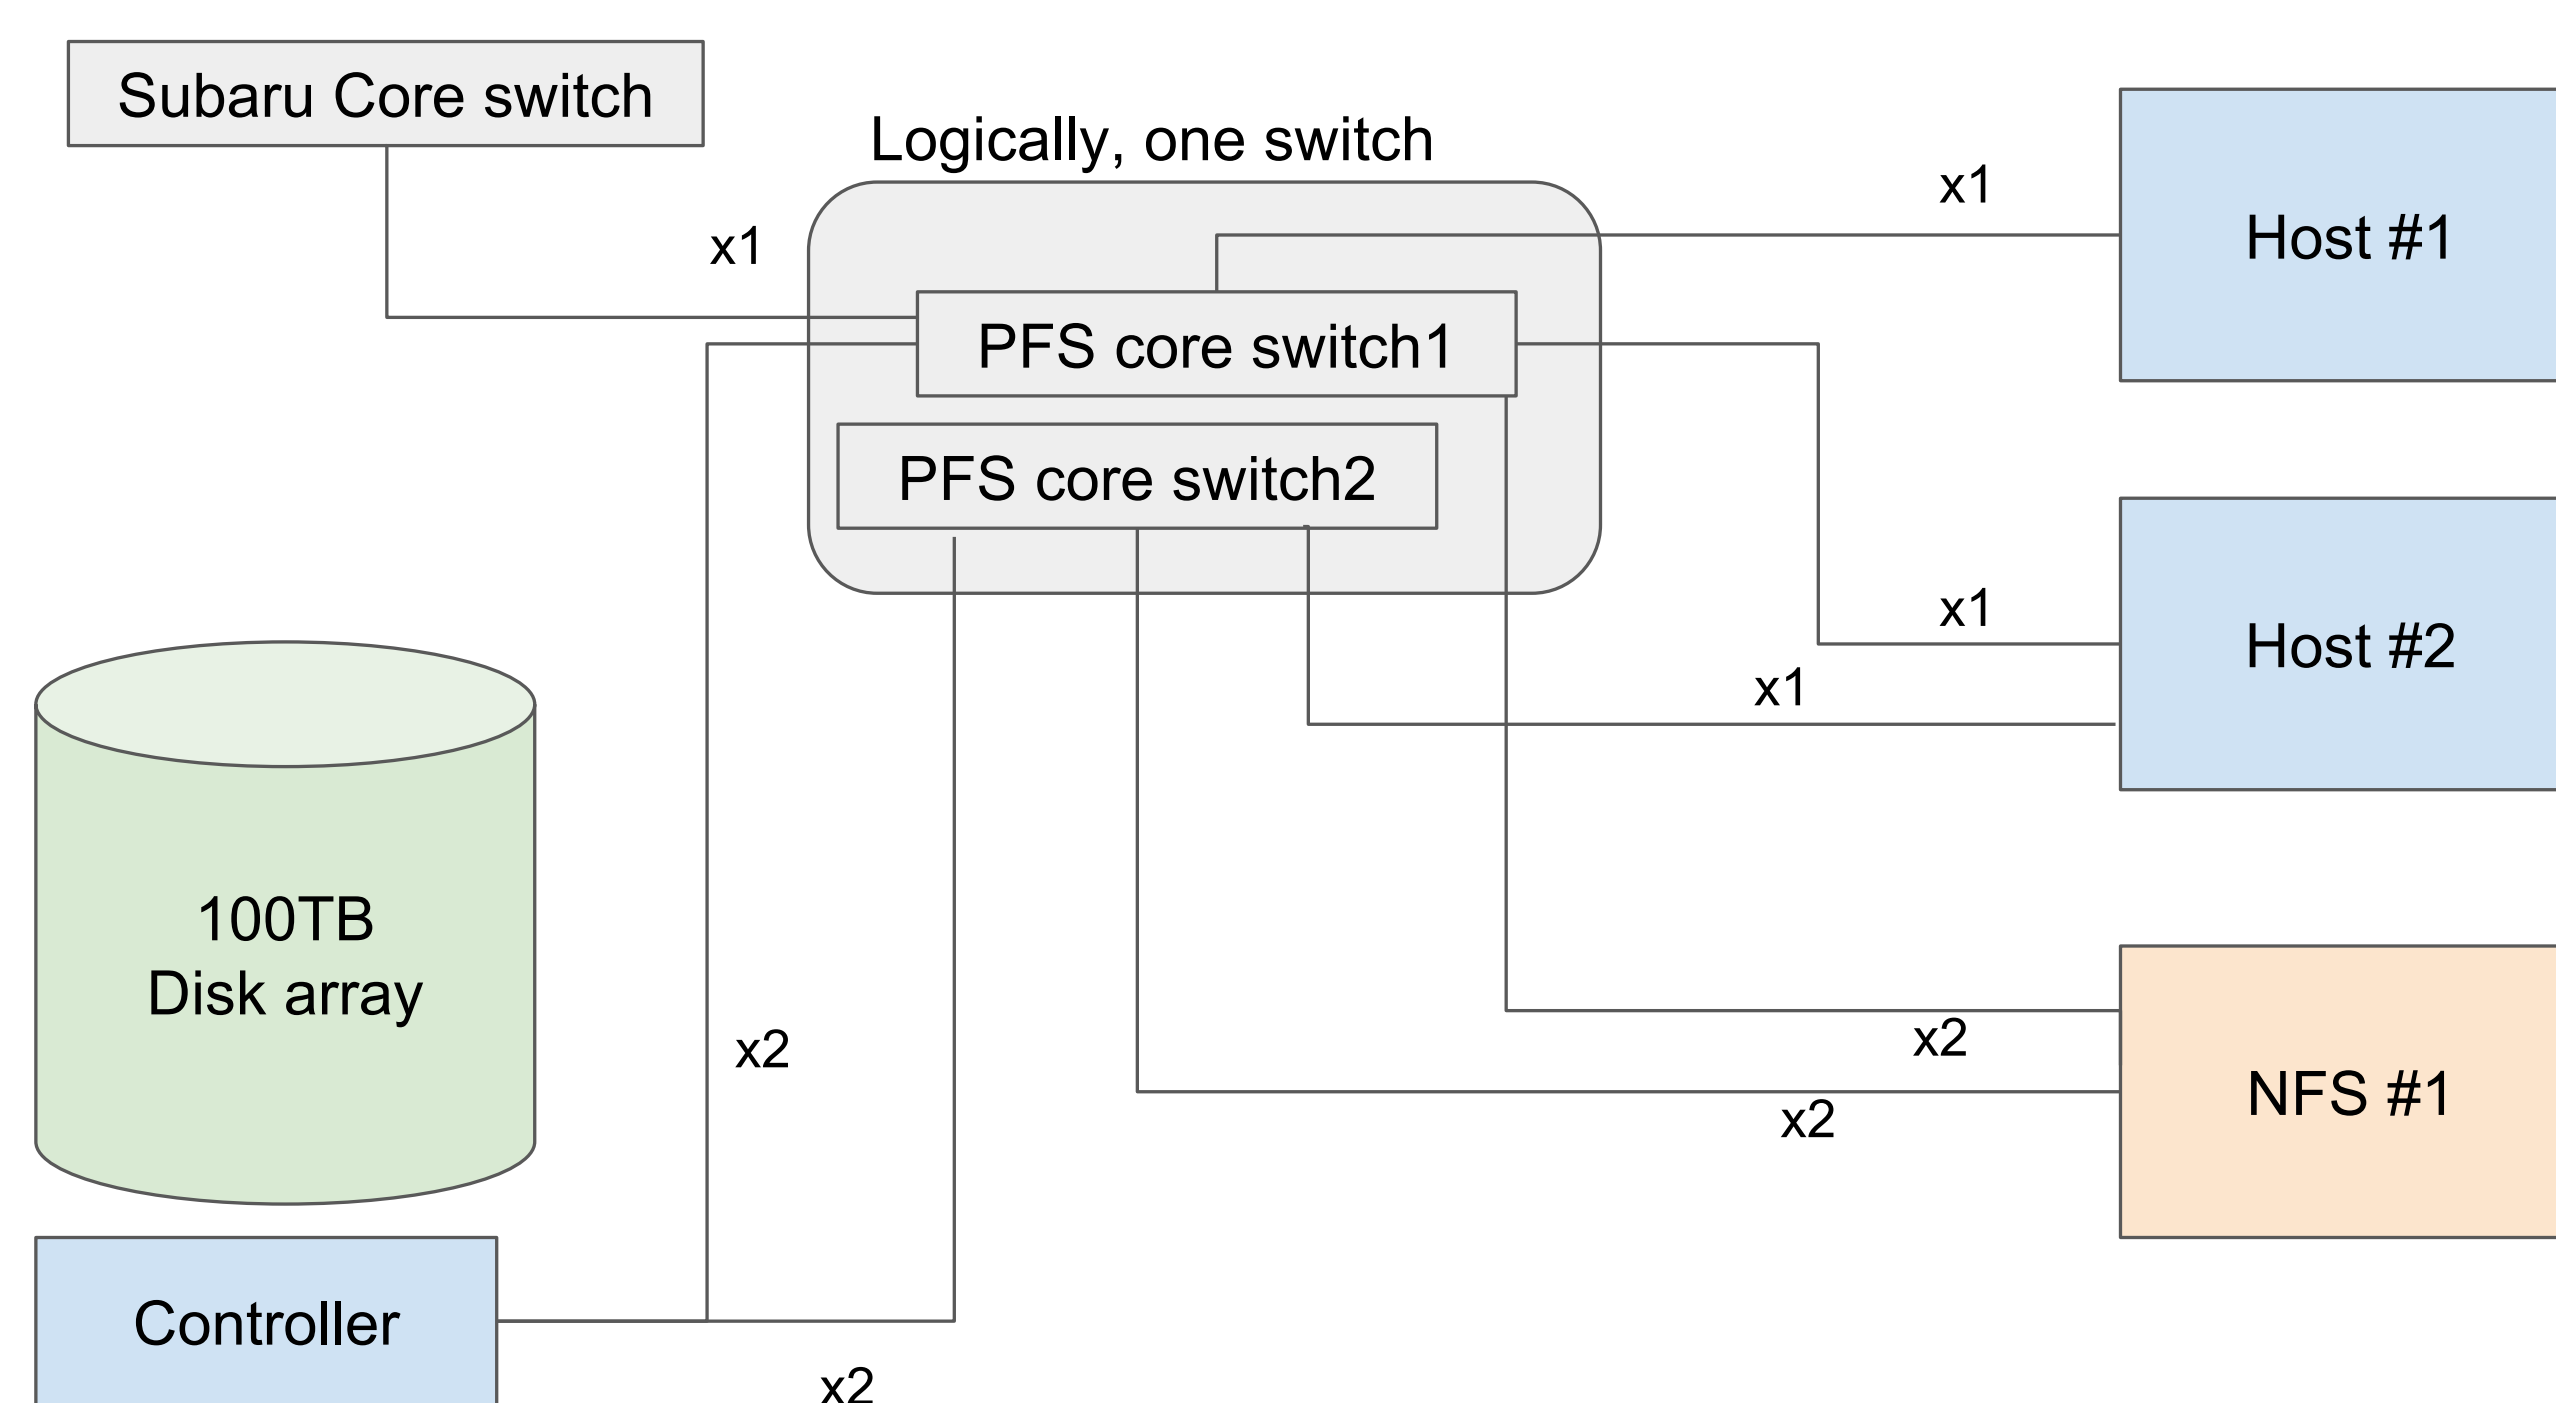 Subaru Core switch
Logically, one switch
x1
x1
Host #1
PFS core switch1
PFS core switch2
x1
Host #2
x1
100TB
Disk array
x2
x2
NFS #1
x2
Controller
x2